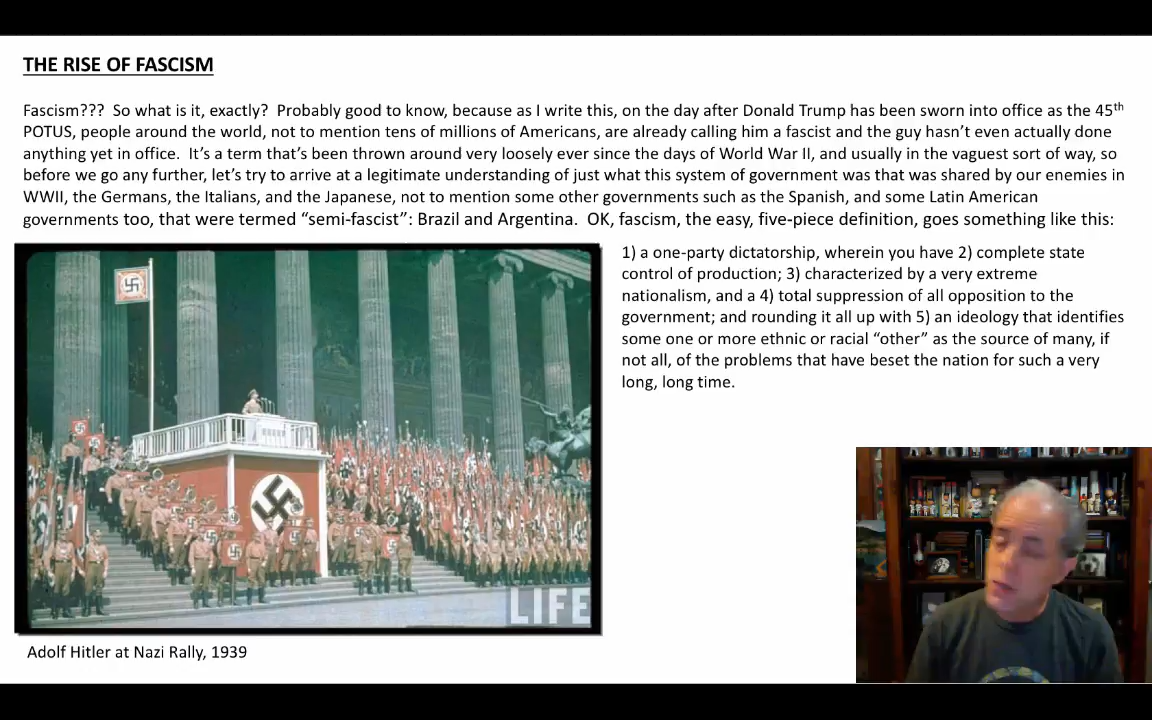 THE RISE OF FASCISM
Fascism??? So what is it, exactly? Probably good to know, because as I write this, on the day after Donald Trump has been sworn into office as the 45th
POTUS, people around the world, not to mention tens of millions of Americans, are already calling him a fascist and the guy hasn't even actually done
anything yet in office. It's a term that's been thrown around very loosely ever since the days of World War II, and usually in the vaguest sort of way, so
before we go any further, let's try to arrive at a legitimate understanding of just what this system of government was that was shared by our enemies in
WWII, the Germans, the Italians, and the Japanese, not to mention some other governments such as the Spanish, and some Latin American
governments too, that were termed “semi-fascist”: Brazil and Argentina. OK, fascism, the easy, five-piece definition, goes something like this:
1) a one-party dictatorship, wherein you have 2) complete state
control of production; 3) characterized by a very extreme
nationalism, and a 4) total suppression of all opposition to the
government; and rounding it all up with 5) an ideology that identifies
some one or more ethnic or racial “other” as the source of many, if
not all, of the problems that have beset the nation for such a very
long, long time.
LIFE
Adolf Hitler at Nazi Rally, 1939